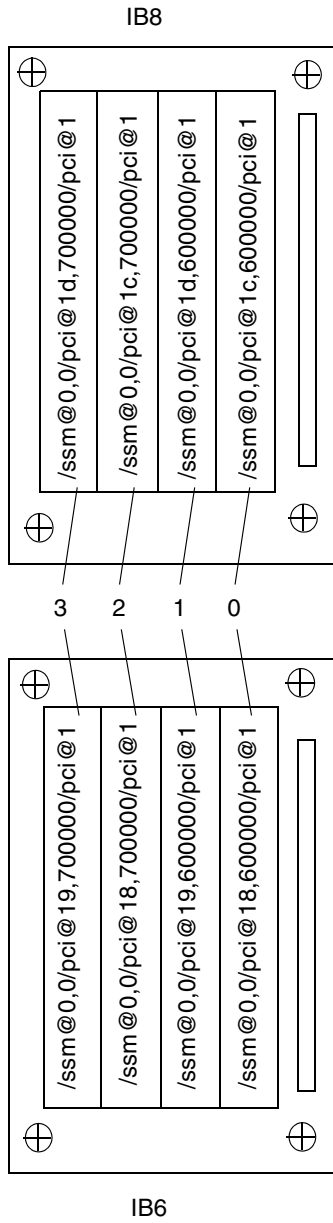 IB8
/ssm@0,0/pci@1d,700000/pci@1
/ssm@0,0/pci@1c,700000/pci@1
/ssm@0,0/pci@1d,600000/pci@1
/ssm@0,0/pci@1c,600000/pci@1
3 2 1 0
/ssm@0,0/pci@19,700000/pci@1
/ssm@0,0/pci@18,700000/pci@1
/ssm@0,0/pci@19,600000/pci@1
/ssm@0,0/pci@18,600000/pci@1
IB6